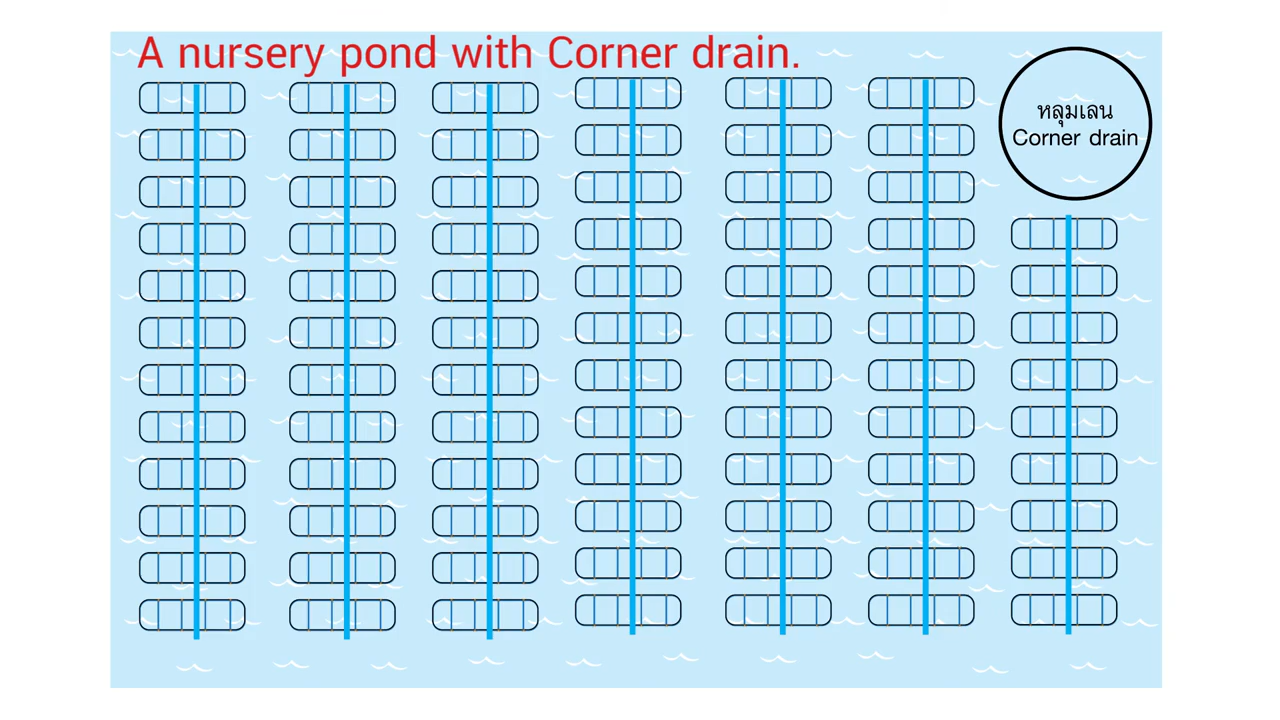 A nursery pond with Corner drain.
หลุมเลน
Corner drain